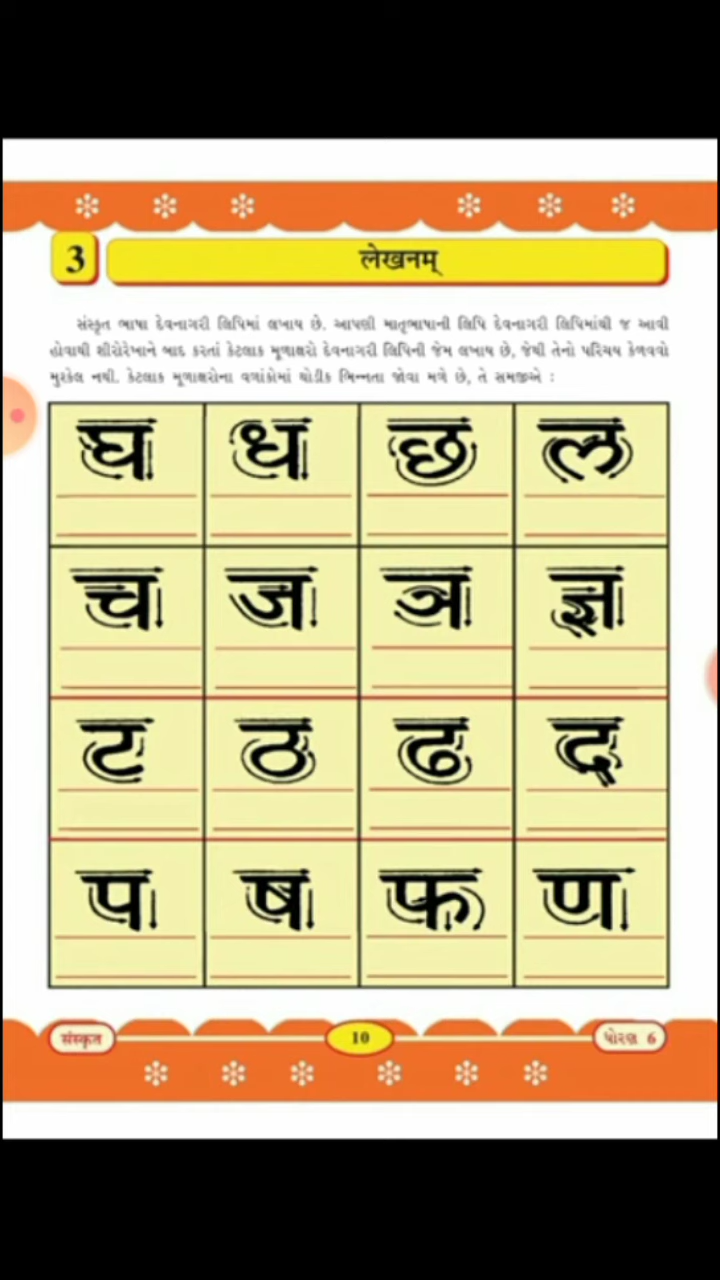 3 लेखनम्
સંસ્કૃત ભાષા દેવનાગરી લિપિમાં લખાય છે. આપણી માતૃભાષાની લિપિ દેવનાગરી લિપિમાંથી જ આવી
હોવાથી શીરોરેખાને બાદ કરતાં કેટલાક મૂળાક્ષરો દેવનાગરી લિપિની જેમ લખાય છે, જેથી તેનો પરિચય કેળવવો
મુશ્કેલ નથી. કેટલાક મૂળાક્ષરોના વળાંકોમાં થોડીક ભિન્નતા જોવા મળે છે, તે સમજીએ :
घ ध छ ल
च ज ञ ज्ञ
ट ठ ढ द
प ष फ ण
સંસ્કૃત 10 ધોરણ 6